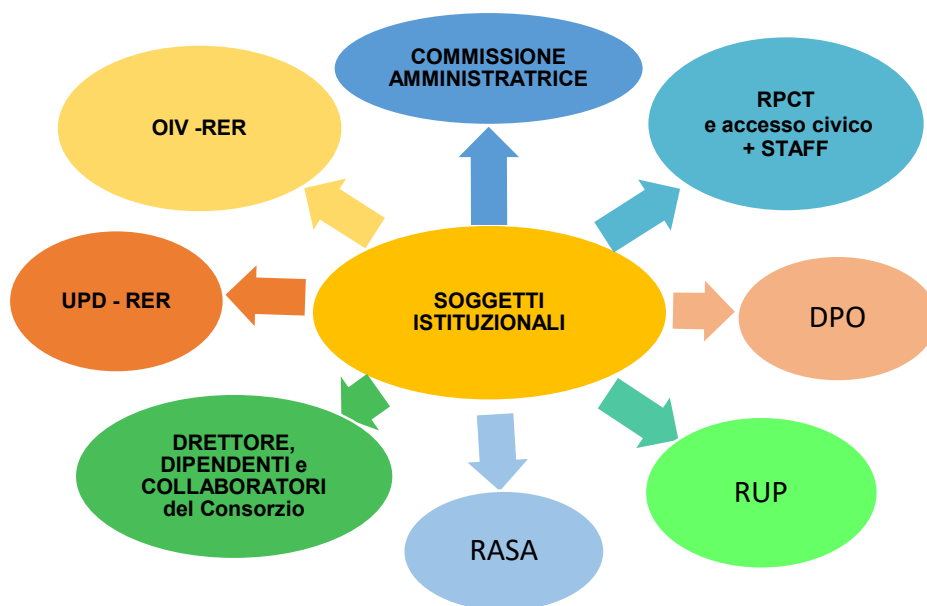 COMMISSIONE
AMMINISTRATRICE
OIV -RER
RPCT
e accesso civico
+ STAFF
UPD - RER
SOGGETTI
ISTITUZIONALI
DPO
DRETTORE,
DIPENDENTI e
COLLABORATORI
del Consorzio
RASA
RUP